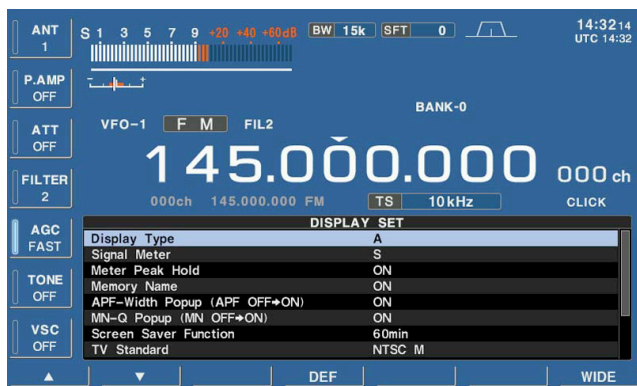 ANT
1
P.AMP
OFF
ATT
OFF
FILTER
2
AGC
FAST
TONE
OFF
VSC
OFF
S 1 3 5 7 9 +20 +40 +60dB
BW 15k SFT 0
14:32 14
UTC 14:32
- +
BANK-0
VFO-1 FM FIL2
145.000.000 000 ch
000ch 145.000.000 FM TS 10kHz CLICK
DISPLAY SET
Display Type A
Signal Meter S
Meter Peak Hold ON
Memory Name ON
APF-Width Popup (APF OFF➔ON) ON
MN-Q Popup (MN OFF➔ON) ON
Screen Saver Function 60min
TV Standard NTSC M
▲ ▼ DEF WIDE